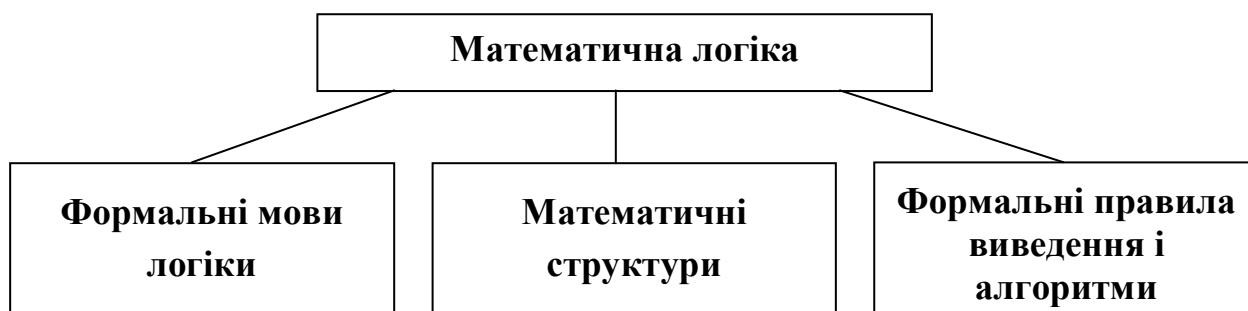 Математична логіка
Формальні мови
логіки
Математичні
структури
Формальні правила
виведення і
алгоритми